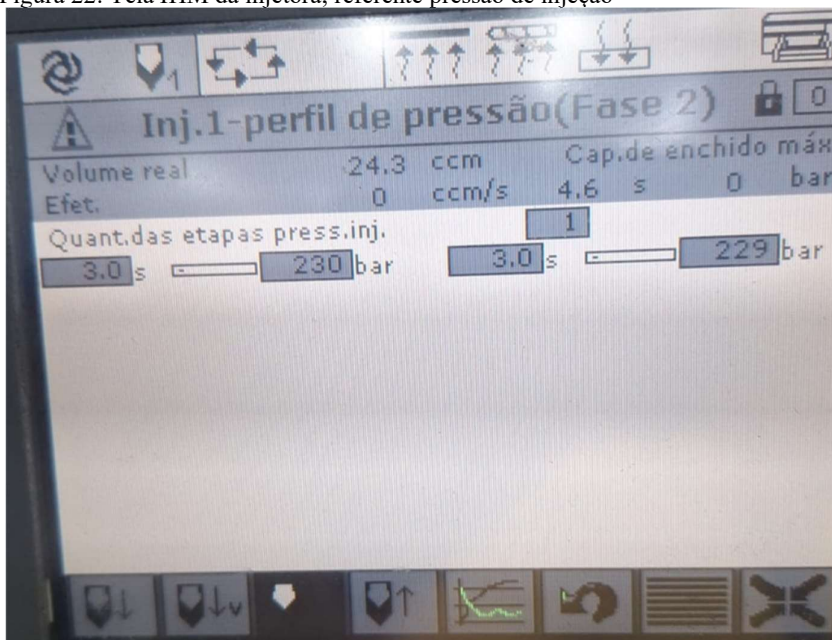 Figura 22: Tela IHM da injetora, referente pressão de injeção
1
Inj.1-perfil de pressão(Fase 2) 0
Volume real 24.3 ccm Cap.de enchido máx
Efet. 0 ccm/s 4.6 s 0 bar
Quant.das etapas press.inj. 1
3.0 s 230 bar 3.0 s 229 bar
v